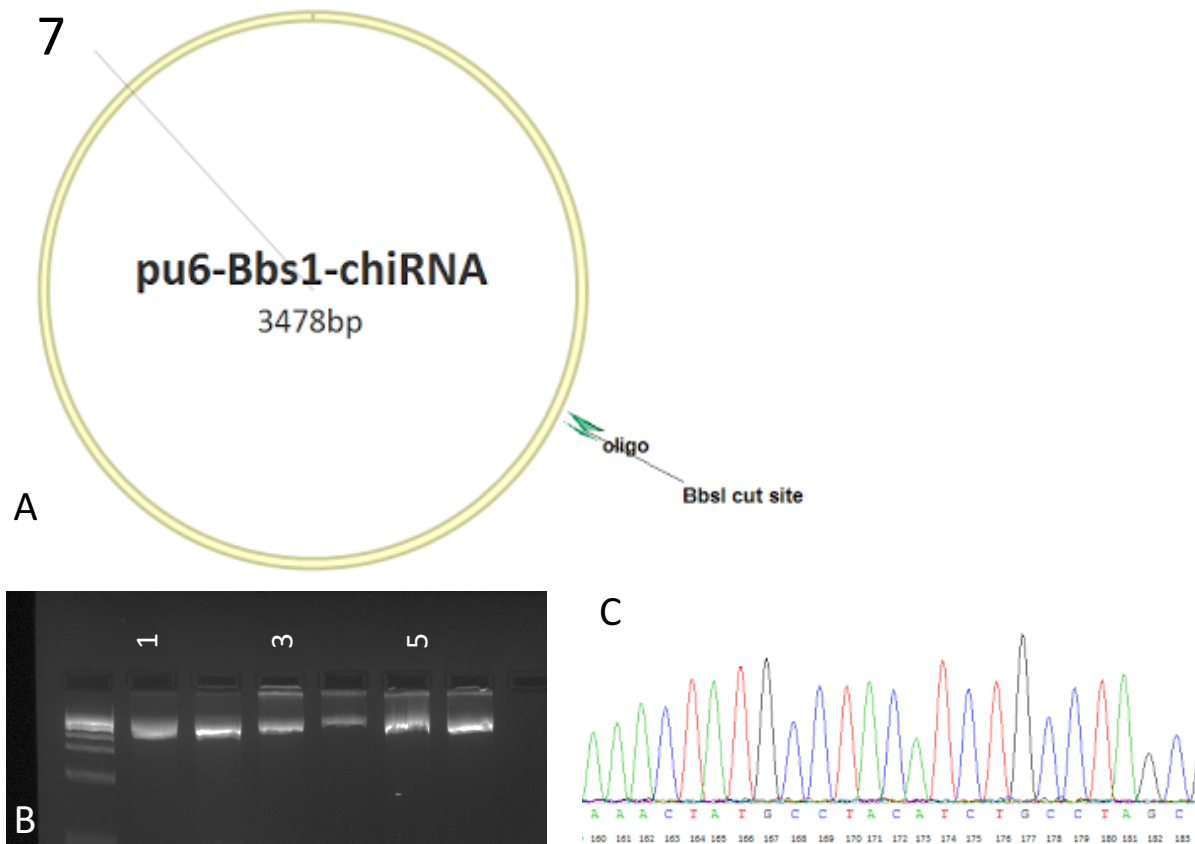 7
pu6-Bbs1-chiRNA
3478bp
oligo
BbsI cut site
A
1 3 5
B
C
A A A C T A T G C C T A C A T C T G C C T A G C
160 161 162 163 164 165 166 167 168 169 170 171 172 173 174 175 176 177 178 179 180 181 182 183